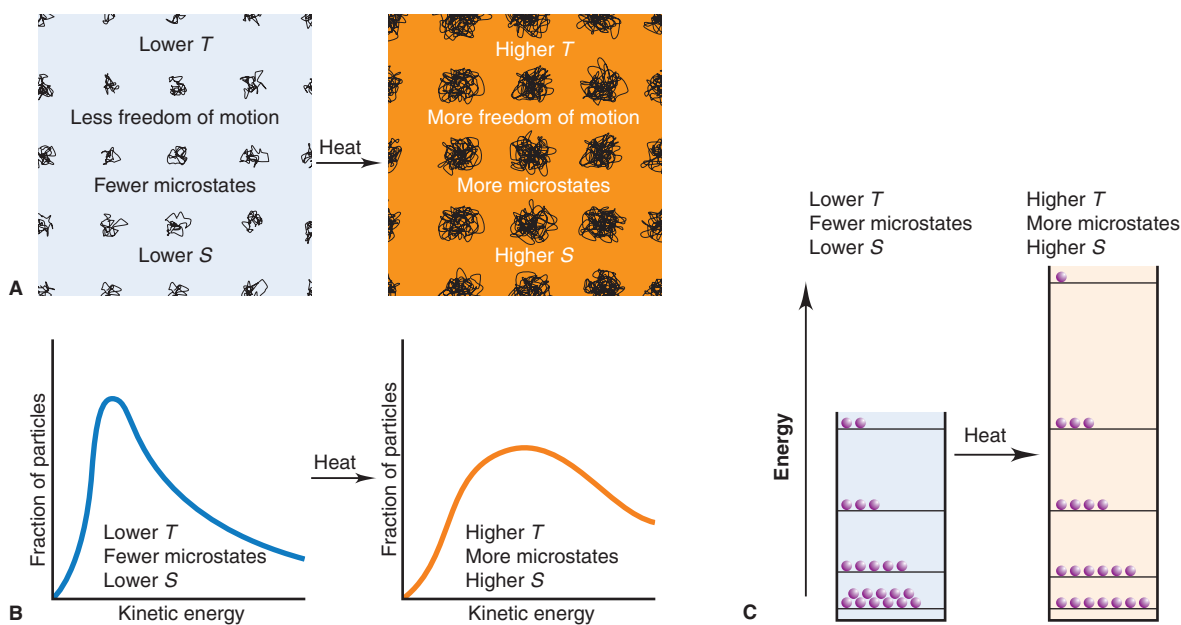 Lower T
Less freedom of motion
Fewer microstates
Lower S
A
Heat
Higher T
More freedom of motion
More microstates
Higher S
Fraction of particles
Lower T
Fewer microstates
Lower S
B
Kinetic energy
Heat
Fraction of particles
Higher T
More microstates
Higher S
Kinetic energy
Lower T
Fewer microstates
Lower S
Higher T
More microstates
Higher S
Energy
Heat
C